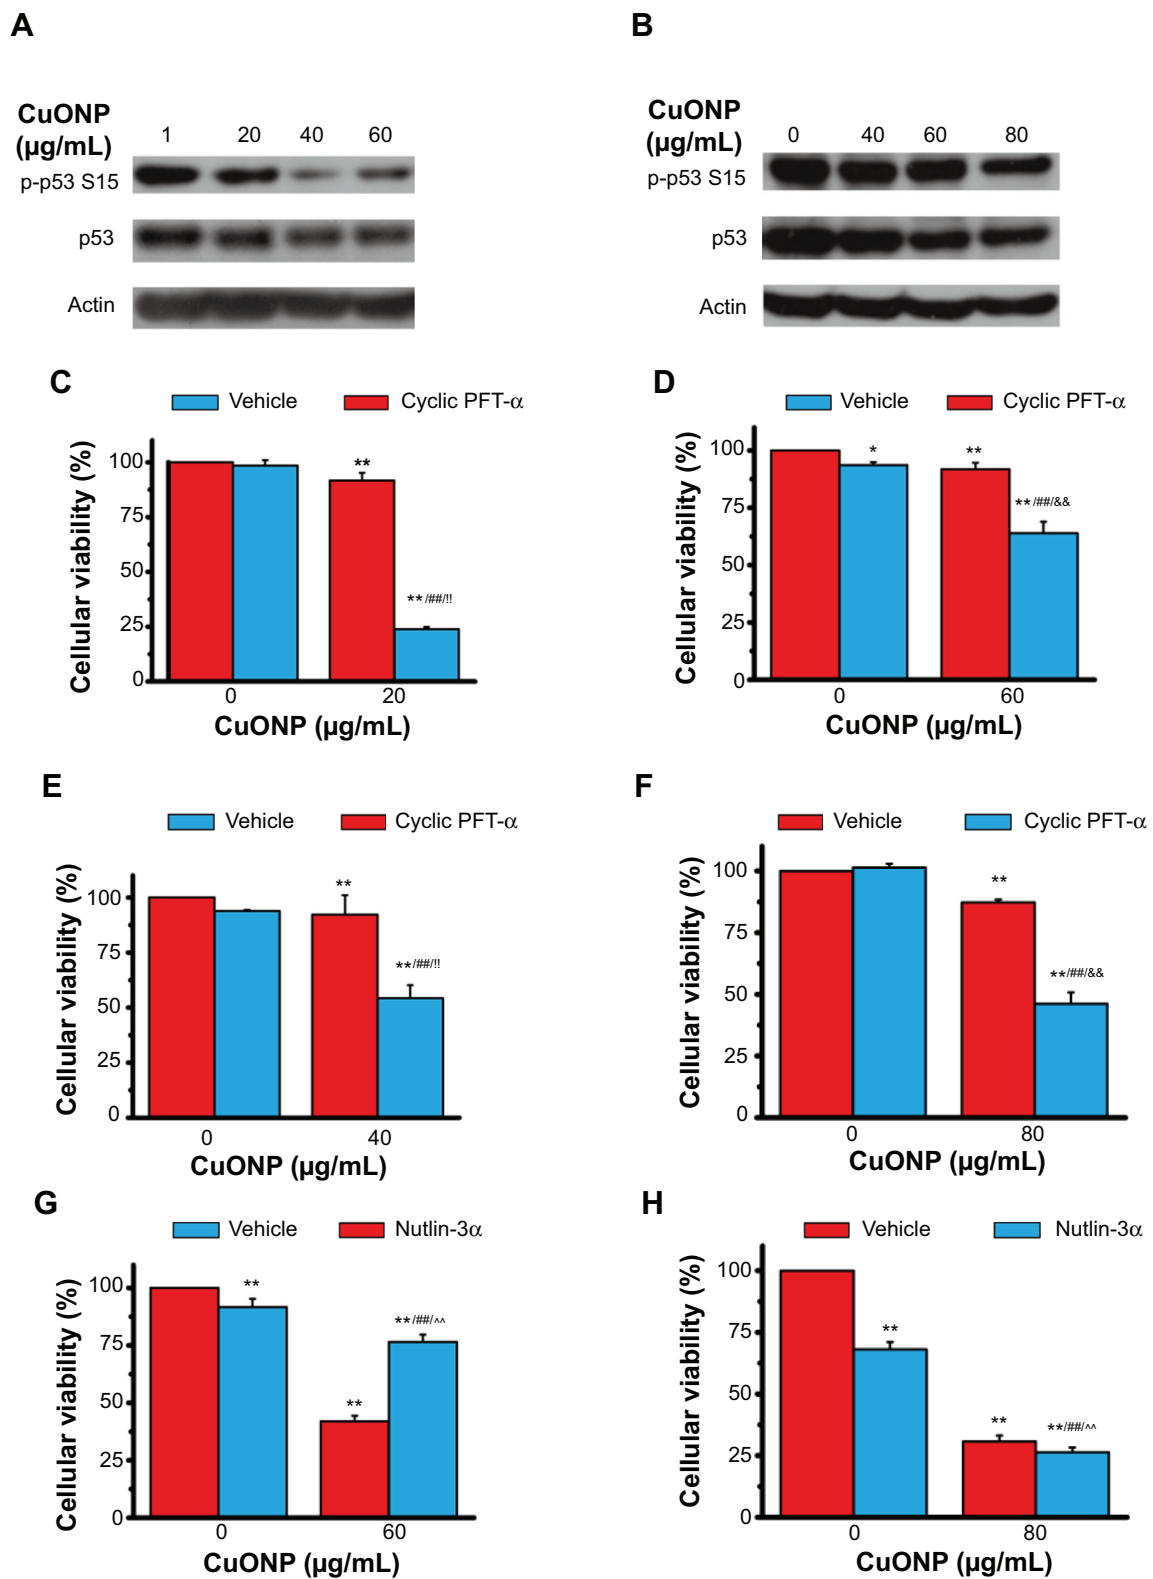 A
B
CuONP
(µg/mL)
1 20 40 60
p-p53 S15
p53
Actin
CuONP
(µg/mL)
0 40 60 80
p-p53 S15
p53
Actin
C
Vehicle Cyclic PFT-α
Cellular viability (%)
100
75
50
25
0
**
**/##/!!
0 20
CuONP (µg/mL)
D
Vehicle Cyclic PFT-α
Cellular viability (%)
100
75
50
25
0
*
**
**/##/&&
0 60
CuONP (µg/mL)
E
Vehicle Cyclic PFT-α
Cellular viability (%)
100
75
50
25
0
**
**/##/!!
0 40
CuONP (µg/mL)
F
Vehicle Cyclic PFT-α
Cellular viability (%)
100
75
50
25
0
**
**/##/&&
0 80
CuONP (µg/mL)
G
Vehicle Nutlin-3α
Cellular viability (%)
100
75
50
25
0
**
**
**/##/^^
0 60
CuONP (µg/mL)
H
Vehicle Nutlin-3α
Cellular viability (%)
100
75
50
25
0
**
**
**/##/^^
0 80
CuONP (µg/mL)